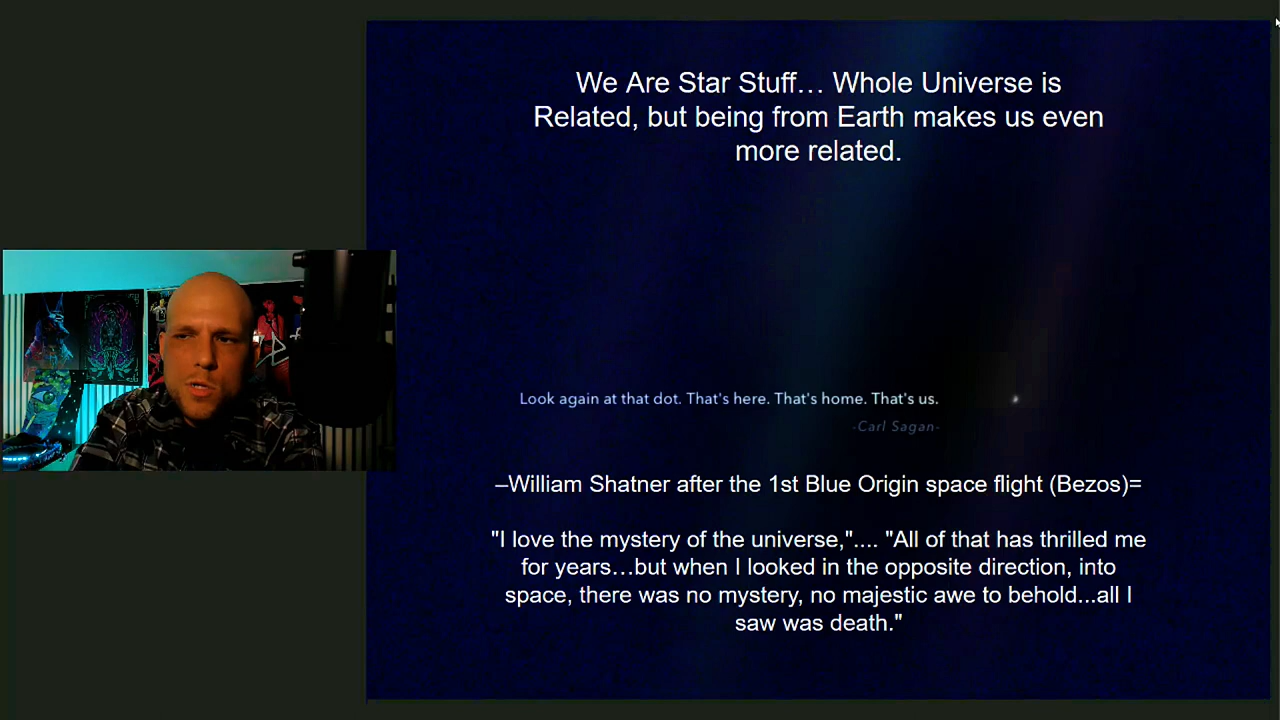 We Are Star Stuff… Whole Universe is
Related, but being from Earth makes us even
more related.
Look again at that dot. That's here. That's home. That's us.
-Carl Sagan-
–William Shatner after the 1st Blue Origin space flight (Bezos)=
"I love the mystery of the universe,".... "All of that has thrilled me
for years…but when I looked in the opposite direction, into
space, there was no mystery, no majestic awe to behold...all I
saw was death."